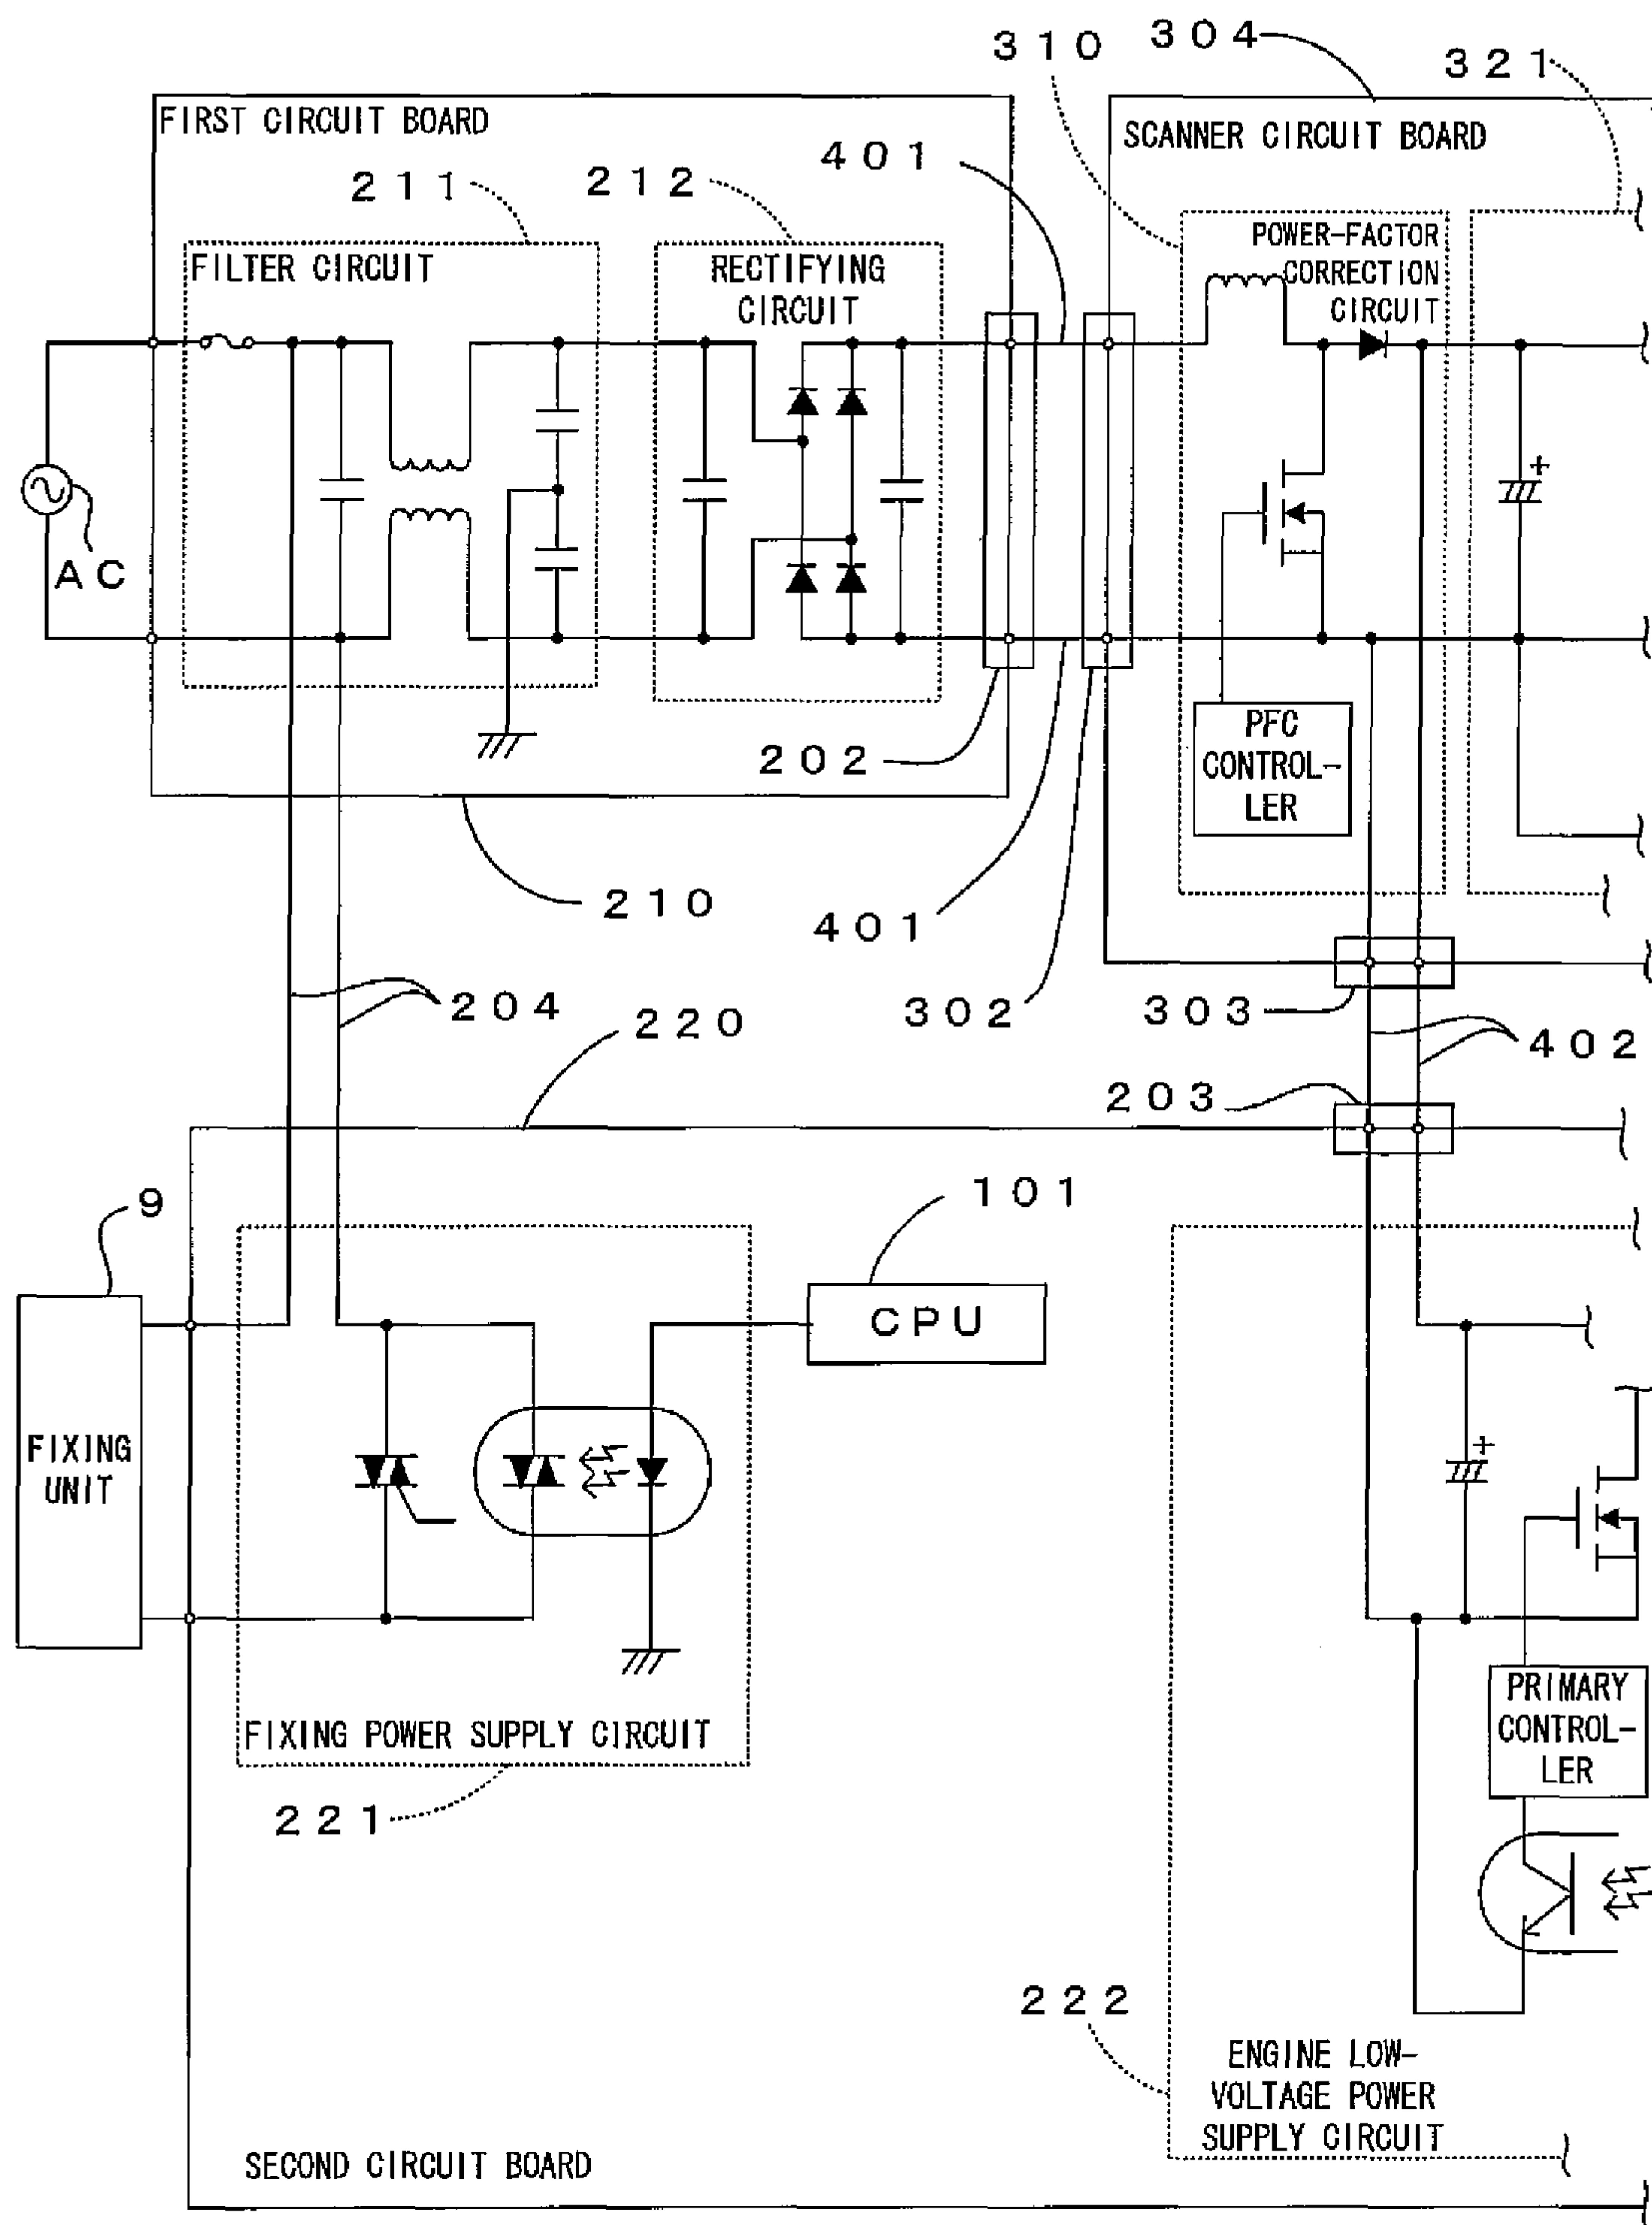 310
304
321
FIRST CIRCUIT BOARD
SCANNER CIRCUIT BOARD
401
211
212
POWER-FACTOR
CORRECTION
CIRCUIT
FILTER CIRCUIT
RECTIFYING
CIRCUIT
+
AC
PFC
CONTROL-
LER
202
210
401
302
303
204
220
402
203
9
101
CPU
FIXING
UNIT
+
PRIMARY
CONTROL-
LER
FIXING POWER SUPPLY CIRCUIT
221
222
ENGINE LOW-
VOLTAGE POWER
SUPPLY CIRCUIT
SECOND CIRCUIT BOARD